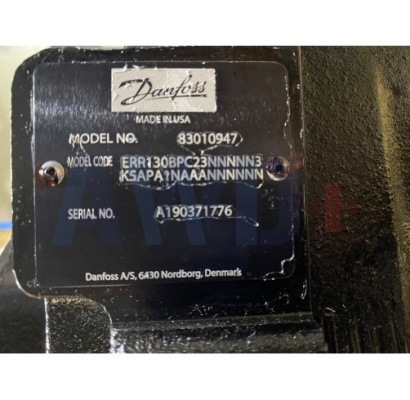 Danfoss
MADE IN USA
MODEL NO. 83010947
MODEL CODE ERR130BPC23NNNNN3
K5APA1NAAANNNNNN
SERIAL NO. A190371776
Danfoss A/S, 6430 Nordborg, Denmark